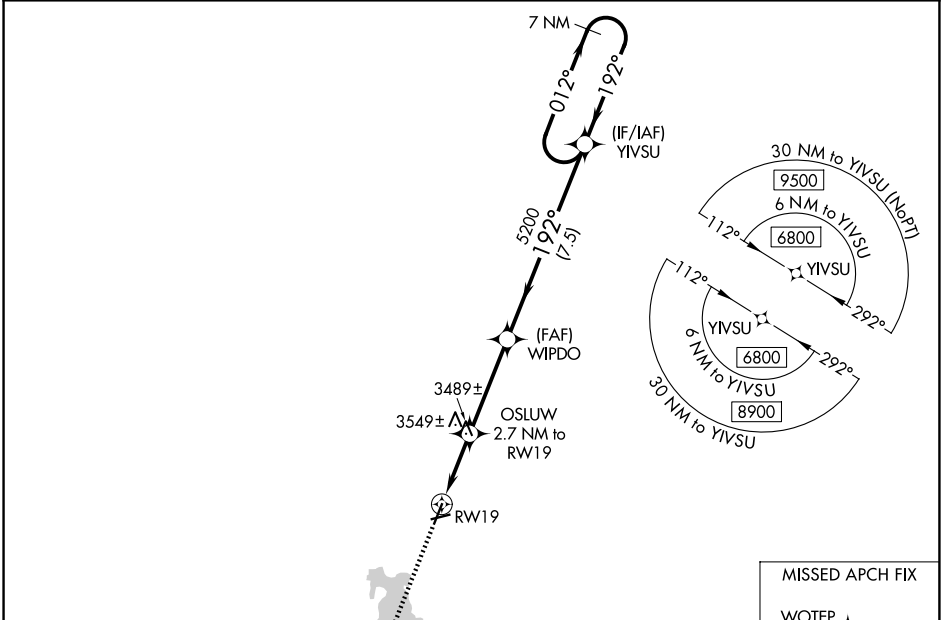 7 NM
012°
192°
(IF/IAF)
YIVSU
5200
192°
(7.5)
(FAF)
WIPDO
3489±
3549±
OSLUW
2.7 NM to
RW19
RW19
30 NM to YIVSU (NoPT)
9500
6 NM to YIVSU
6800
112°
YIVSU
292°
112°
YIVSU
292°
6800
6 NM to YIVSU
8900
30 NM to YIVSU
MISSED APCH FIX
WOTEP